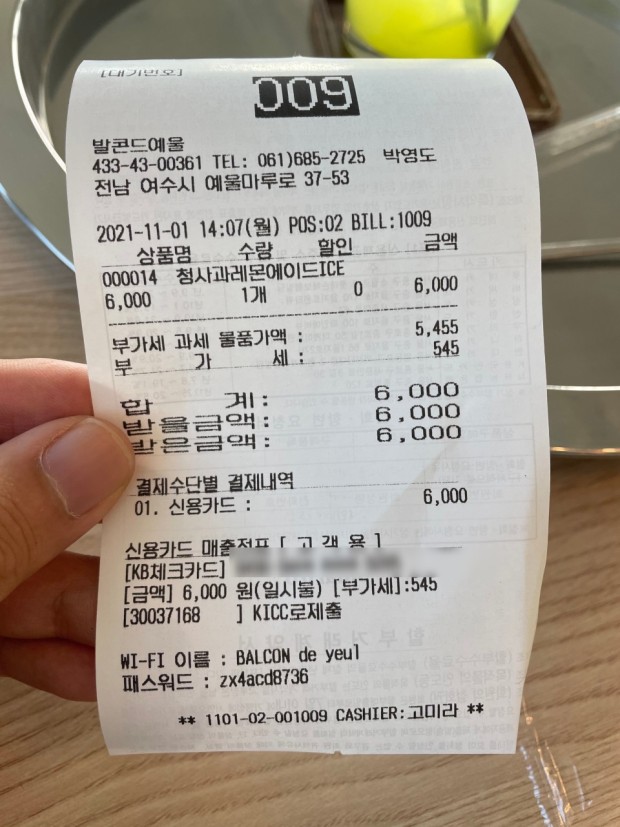 [대기번호]
009
발콘드예울
433-43-00361 TEL: 061)685-2725 박영도
전남 여수시 예울마루로 37-53
2021-11-01 14:07(월) POS:02 BILL:1009
상품명 수량 할인 금액
000014 청사과레몬에이드ICE
6,000 1개 0 6,000
부가세 과세 물품가액 : 5,455
부 가 세 : 545
합 계: 6,000
받을금액: 6,000
받은금액: 6,000
결제수단별 결제내역
01. 신용카드 : 6,000
신용카드 매출전표 [ 고 객 용 ]
[KB체크카드]
[금액] 6,000 원(일시불) [부가세]:545
[30037168 ] KICC로제출
WI-FI 이름 : BALCON de yeul
패스워드 : zx4acd8736
** 1101-02-001009 CASHIER:고미라 **